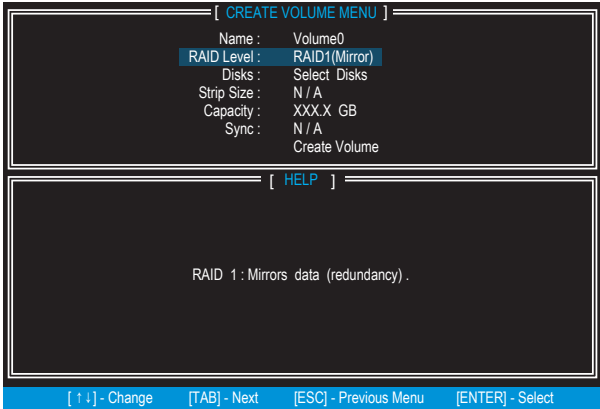 [ CREATE VOLUME MENU ]
Name : Volume0
RAID Level : RAID1(Mirror)
Disks : Select Disks
Strip Size : N / A
Capacity : XXX.X GB
Sync : N / A
Create Volume
[ HELP ]
RAID 1 : Mirrors data (redundancy) .
[ ↑↓] - Change [TAB] - Next [ESC] - Previous Menu [ENTER] - Select